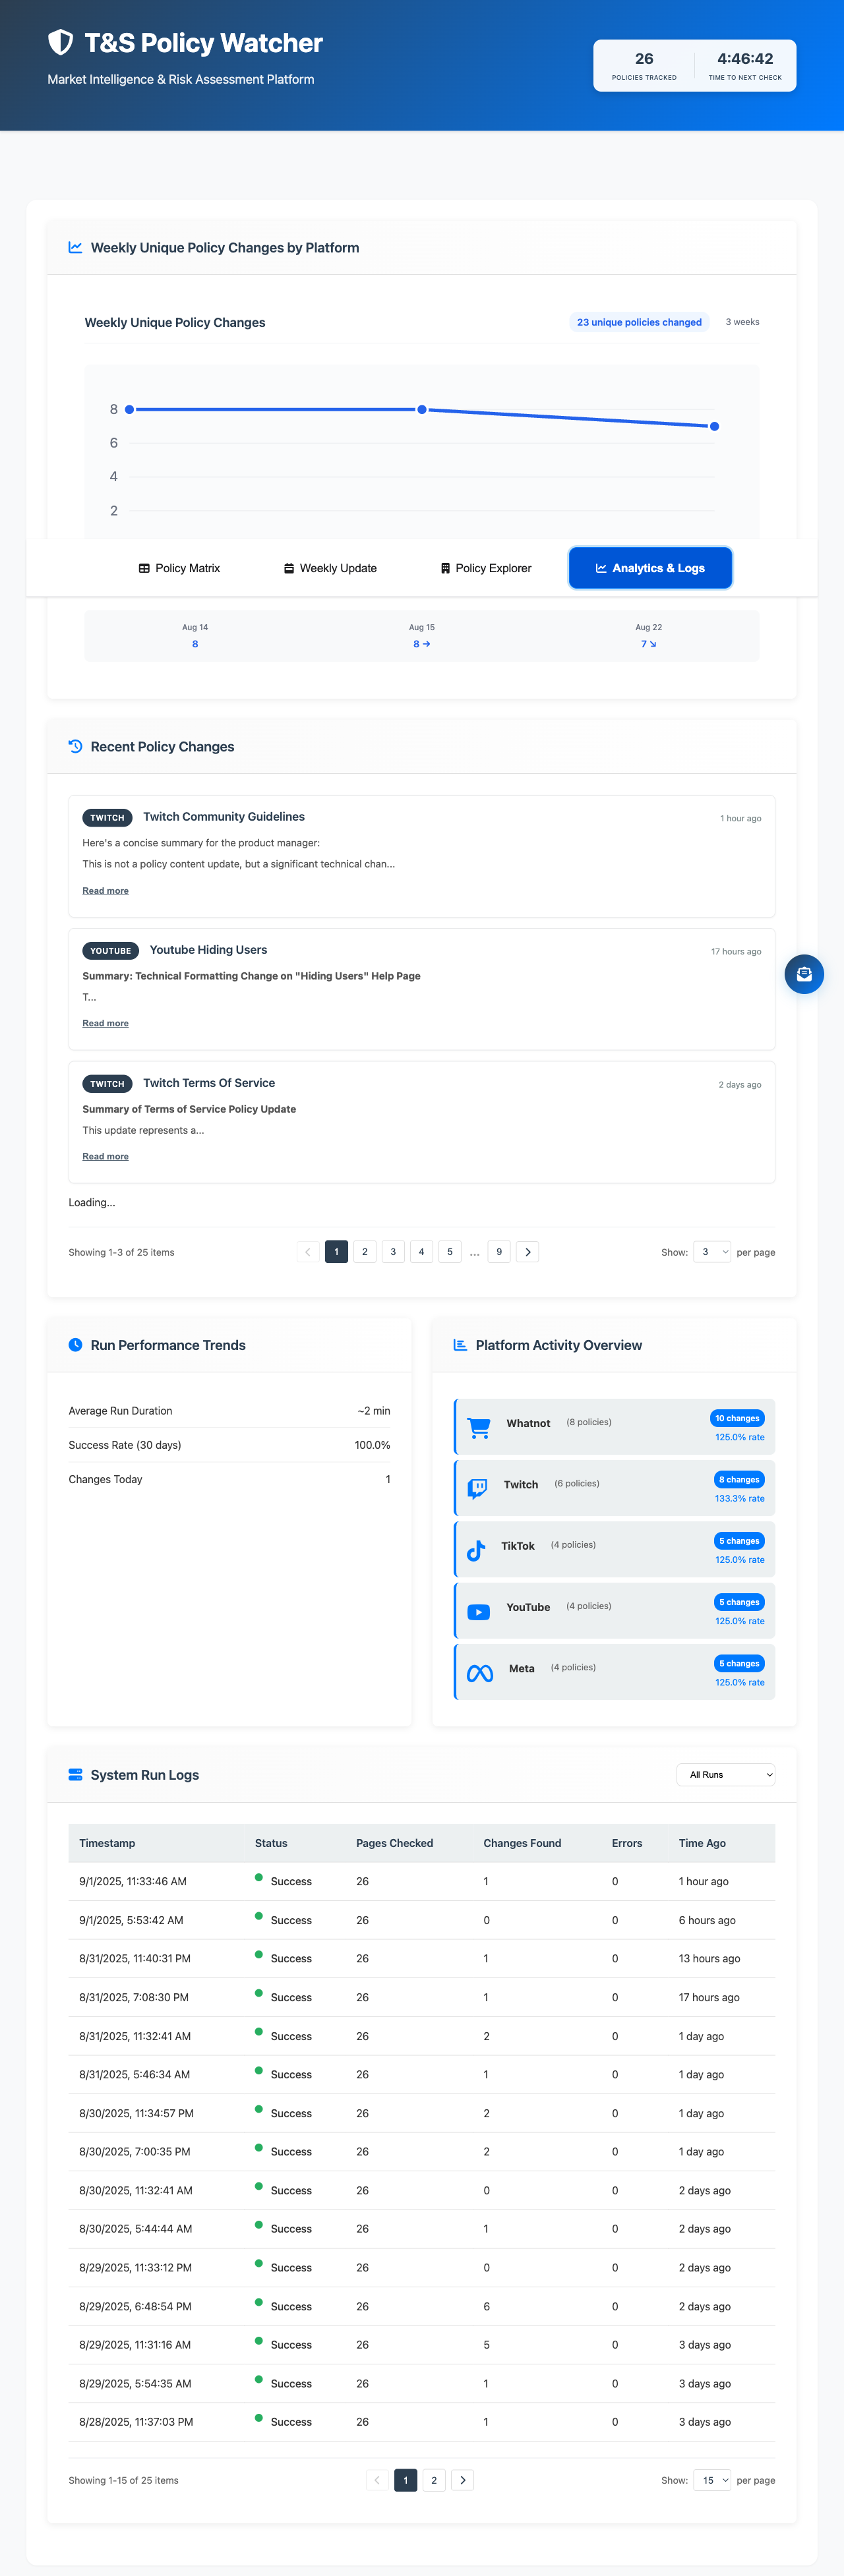 T&S Policy Watcher
Market Intelligence & Risk Assessment Platform
26
POLICIES TRACKED
4:46:42
TIME TO NEXT CHECK
Weekly Unique Policy Changes by Platform
Weekly Unique Policy Changes
23 unique policies changed
3 weeks
8
6
4
2
Policy Matrix
Weekly Update
Policy Explorer
Analytics & Logs
Aug 14
8
Aug 15
8 →
Aug 22
7 ↘
Recent Policy Changes
TWITCH Twitch Community Guidelines 1 hour ago
Here's a concise summary for the product manager:
This is not a policy content update, but a significant technical chan...
Read more
YOUTUBE Youtube Hiding Users 17 hours ago
Summary: Technical Formatting Change on "Hiding Users" Help Page
T...
Read more
TWITCH Twitch Terms Of Service 2 days ago
Summary of Terms of Service Policy Update
This update represents a...
Read more
Loading...
Showing 1-3 of 25 items 1 2 3 4 5 ... 9 Show: 3 per page
Run Performance Trends
Average Run Duration ~2 min
Success Rate (30 days) 100.0%
Changes Today 1
Platform Activity Overview
Whatnot (8 policies) 10 changes
125.0% rate
Twitch (6 policies) 8 changes
133.3% rate
TikTok (4 policies) 5 changes
125.0% rate
YouTube (4 policies) 5 changes
125.0% rate
Meta (4 policies) 5 changes
125.0% rate
System Run Logs All Runs
Timestamp Status Pages Checked Changes Found Errors Time Ago
9/1/2025, 11:33:46 AM Success 26 1 0 1 hour ago
9/1/2025, 5:53:42 AM Success 26 0 0 6 hours ago
8/31/2025, 11:40:31 PM Success 26 1 0 13 hours ago
8/31/2025, 7:08:30 PM Success 26 1 0 17 hours ago
8/31/2025, 11:32:41 AM Success 26 2 0 1 day ago
8/31/2025, 5:46:34 AM Success 26 1 0 1 day ago
8/30/2025, 11:34:57 PM Success 26 2 0 1 day ago
8/30/2025, 7:00:35 PM Success 26 2 0 1 day ago
8/30/2025, 11:32:41 AM Success 26 0 0 2 days ago
8/30/2025, 5:44:44 AM Success 26 1 0 2 days ago
8/29/2025, 11:33:12 PM Success 26 0 0 2 days ago
8/29/2025, 6:48:54 PM Success 26 6 0 2 days ago
8/29/2025, 11:31:16 AM Success 26 5 0 3 days ago
8/29/2025, 5:54:35 AM Success 26 1 0 3 days ago
8/28/2025, 11:37:03 PM Success 26 1 0 3 days ago
Showing 1-15 of 25 items 1 2 Show: 15 per page